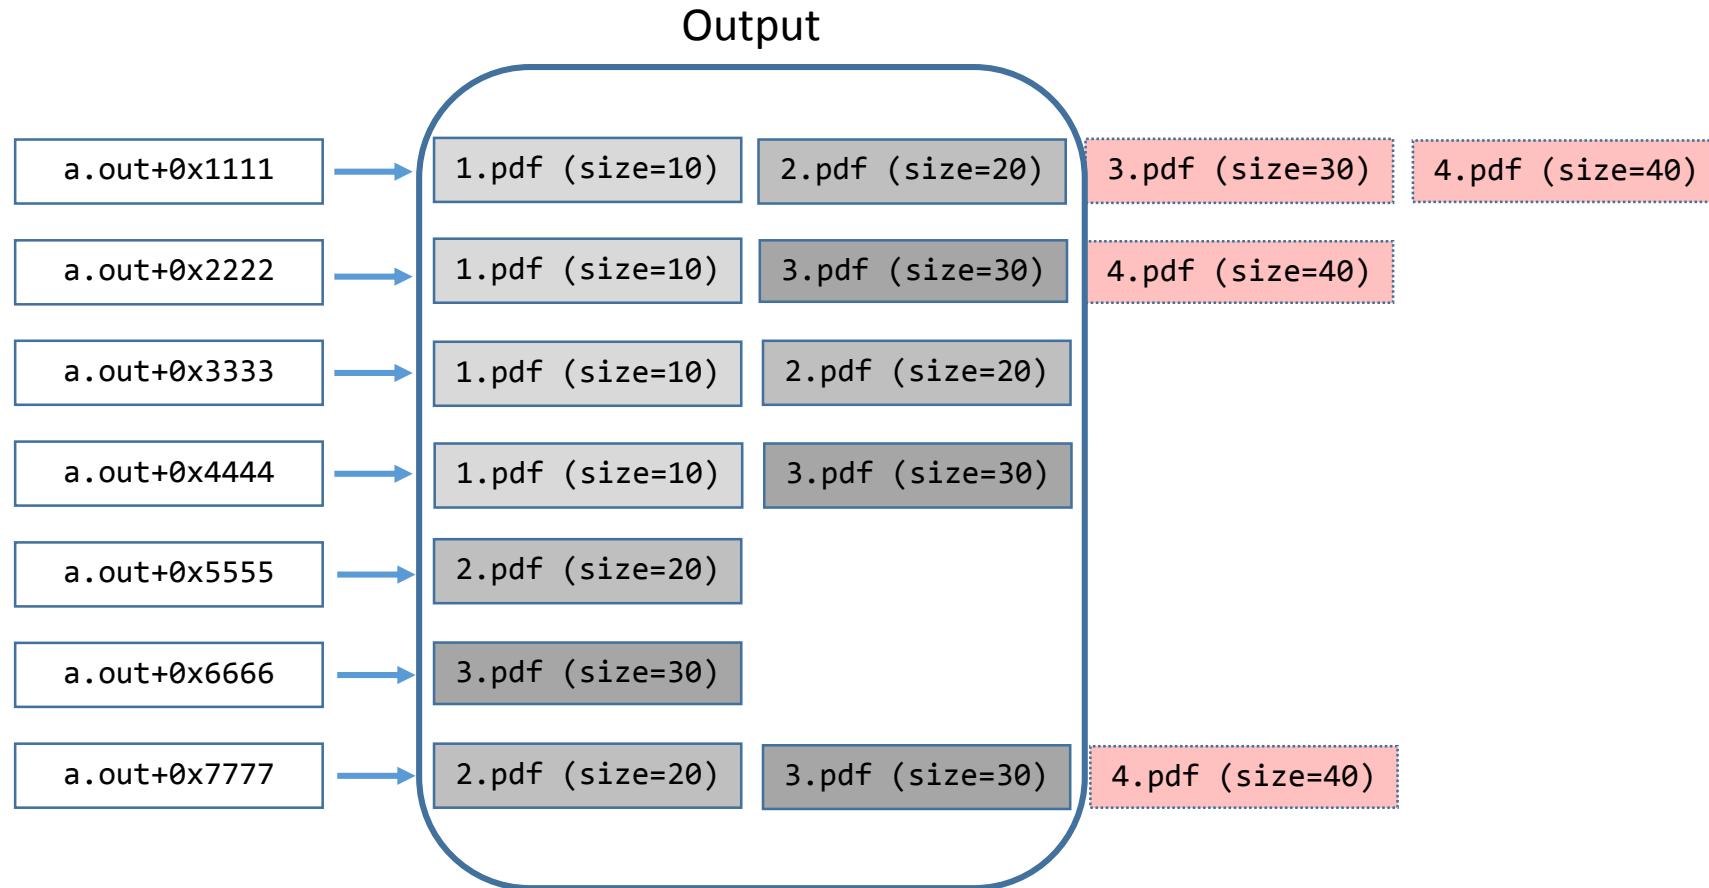 Output
a.out+0x1111 1.pdf (size=10) 2.pdf (size=20) 3.pdf (size=30) 4.pdf (size=40)
a.out+0x2222 1.pdf (size=10) 3.pdf (size=30) 4.pdf (size=40)
a.out+0x3333 1.pdf (size=10) 2.pdf (size=20)
a.out+0x4444 1.pdf (size=10) 3.pdf (size=30)
a.out+0x5555 2.pdf (size=20)
a.out+0x6666 3.pdf (size=30)
a.out+0x7777 2.pdf (size=20) 3.pdf (size=30) 4.pdf (size=40)